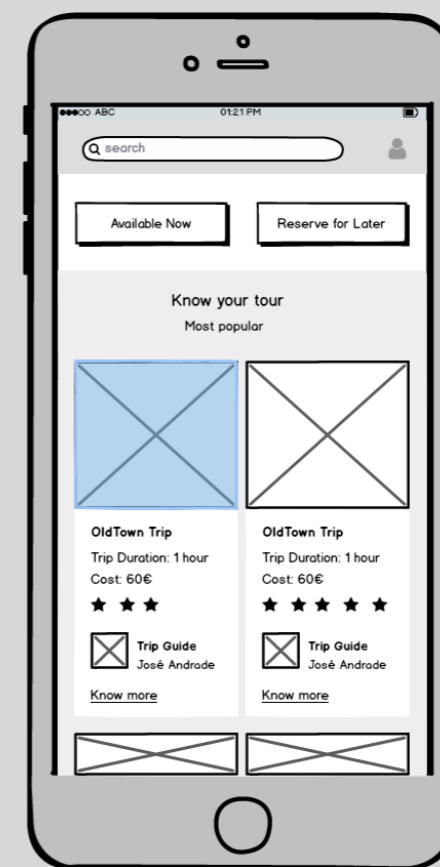 ABC 01:21 PM
search
Available Now Reserve for Later
Know your tour
Most popular
OldTown Trip
Trip Duration: 1 hour
Cost: 60€
Trip Guide
José Andrade
Know more
OldTown Trip
Trip Duration: 1 hour
Cost: 60€
Trip Guide
José Andrade
Know more